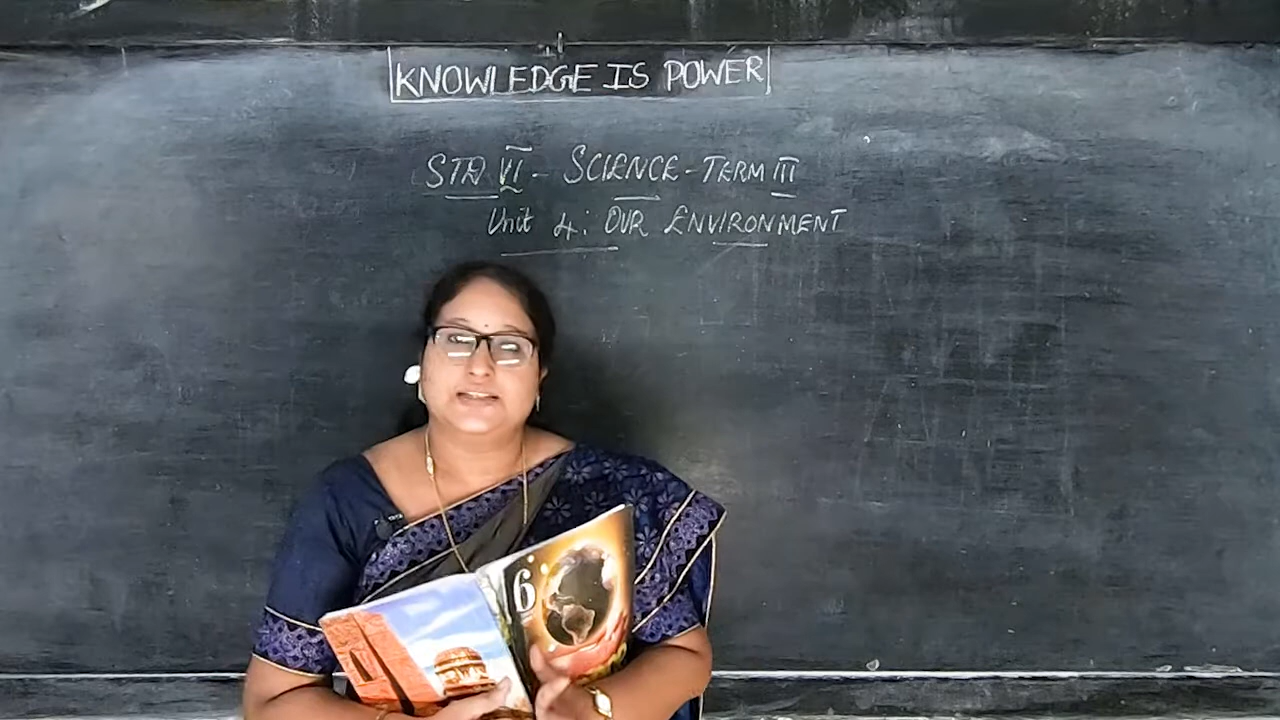 KNOWLEDGE IS POWER
STD VI - SCIENCE - TERM III
Unit 4: OUR ENVIRONMENT
6